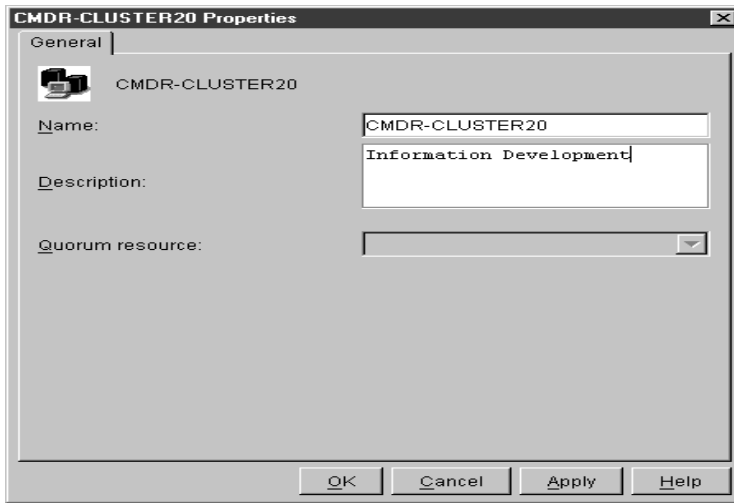 CMDR-CLUSTER20 Properties
General
CMDR-CLUSTER20
Name:
CMDR-CLUSTER20
Description:
Information Development
Quorum resource:
OK
Cancel
Apply
Help